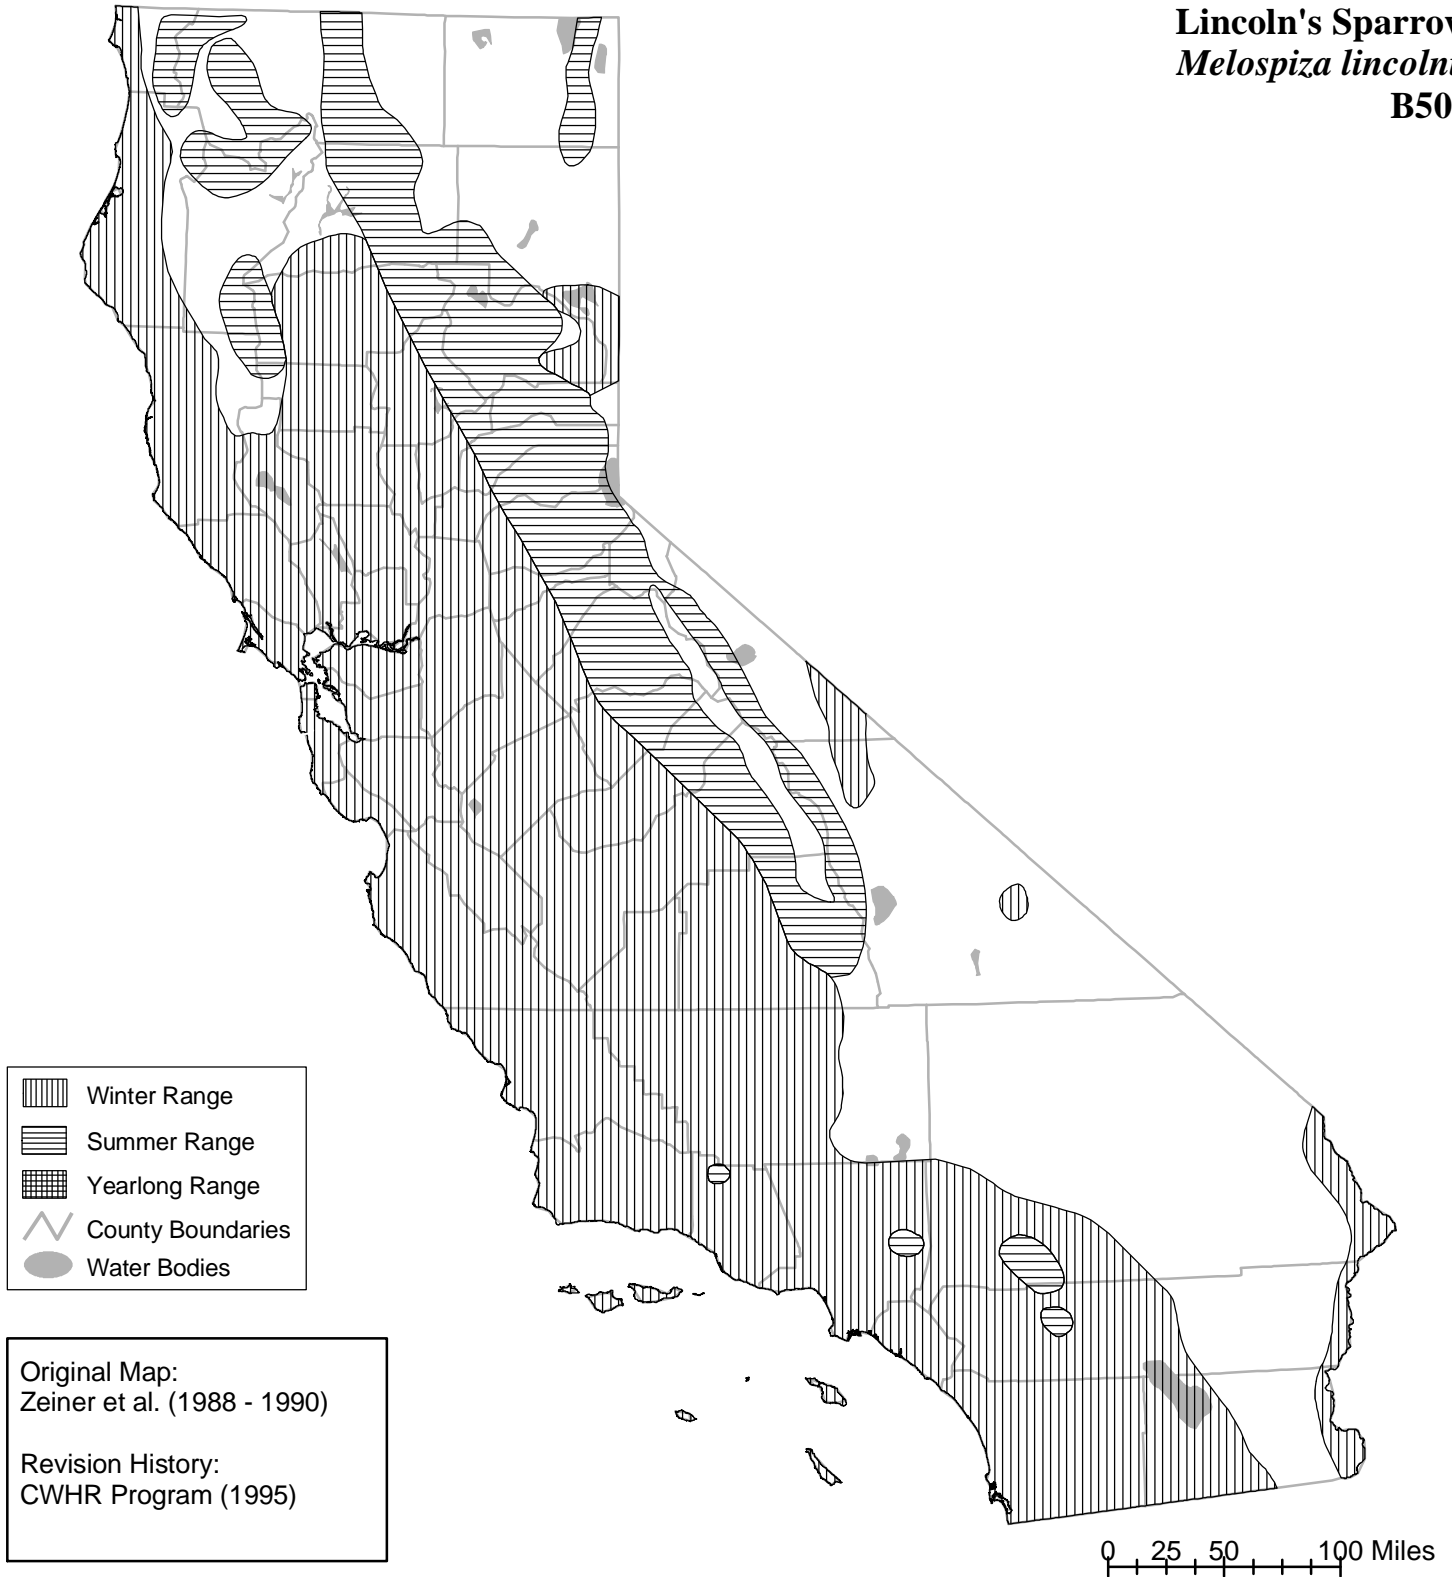 Lincoln's Sparrow
Melospiza lincolni
B50
Winter Range
Summer Range
Yearlong Range
County Boundaries
Water Bodies
Original Map:
Zeiner et al. (1988 - 1990)
Revision History:
CWHR Program (1995)
0 25 50 100 Miles